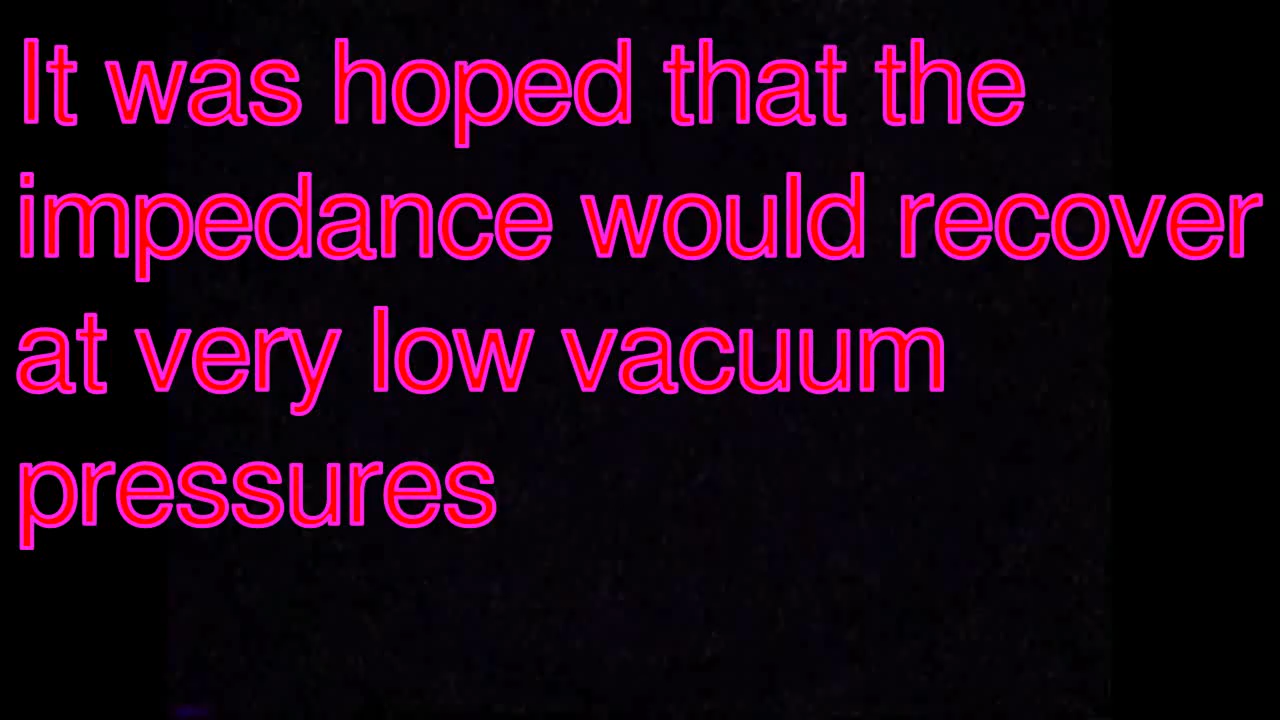 It was hoped that the
impedance would recover
at very low vacuum
pressures